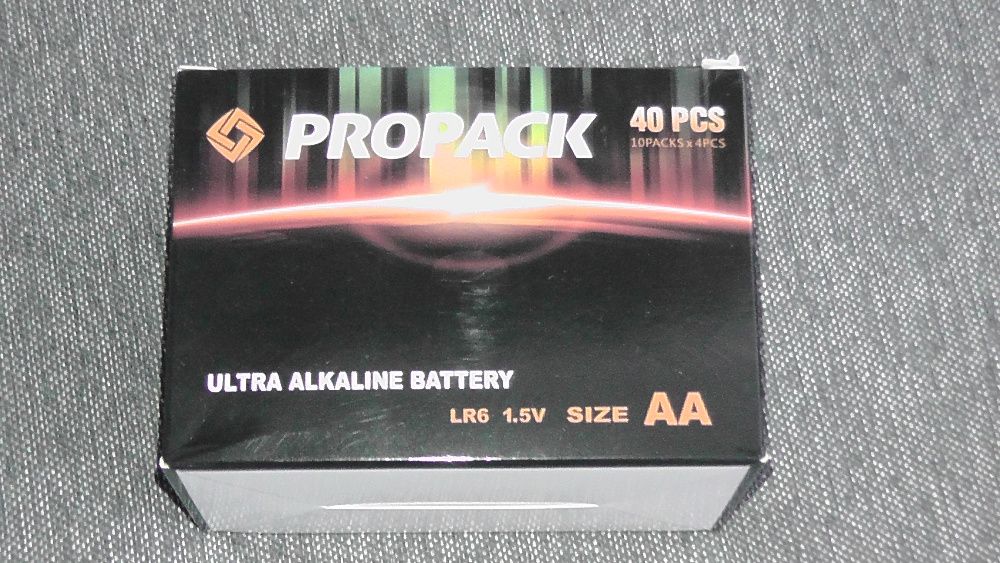 PROPACK
40 PCS
10PACKS x 4PCS
ULTRA ALKALINE BATTERY
LR6 1.5V SIZE AA